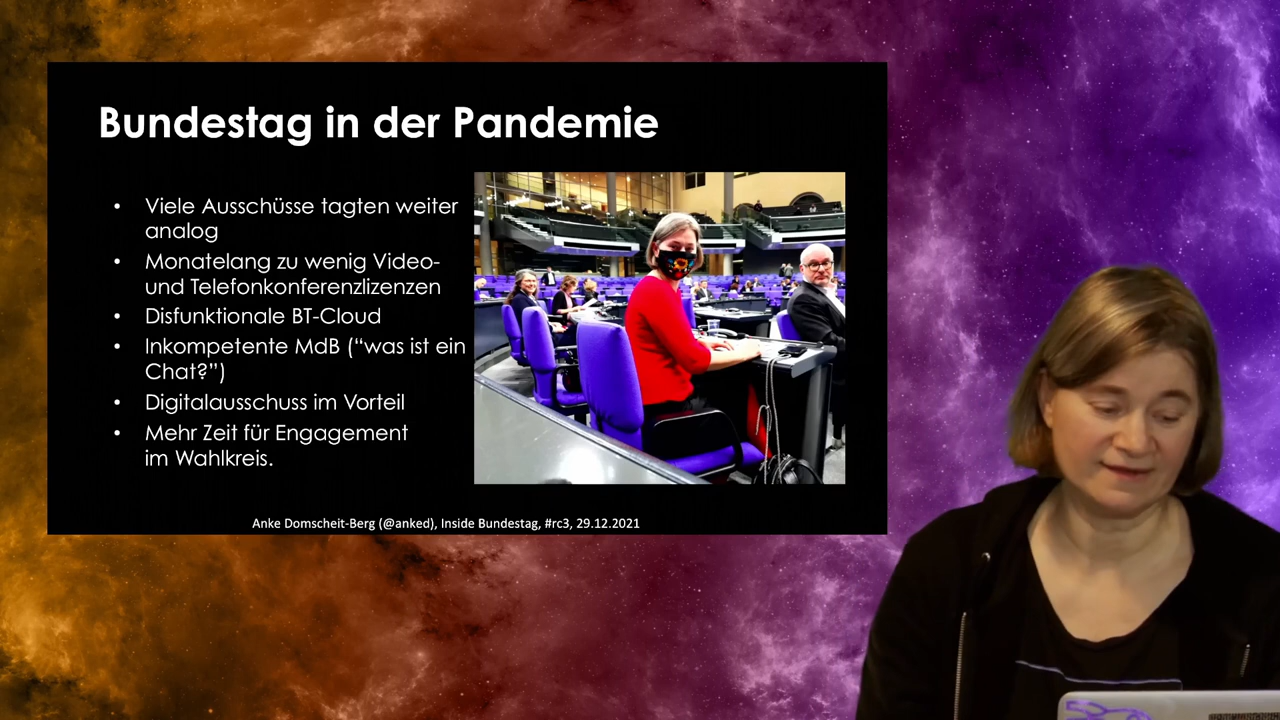 Bundestag in der Pandemie
• Viele Ausschüsse tagten weiter
analog
• Monatelang zu wenig Video-
und Telefonkonferenzlizenzen
• Disfunktionale BT-Cloud
• Inkompetente MdB (“was ist ein
Chat?”)
• Digitalausschuss im Vorteil
• Mehr Zeit für Engagement
im Wahlkreis.
Anke Domscheit-Berg (@anked), Inside Bundestag, #rc3, 29.12.2021